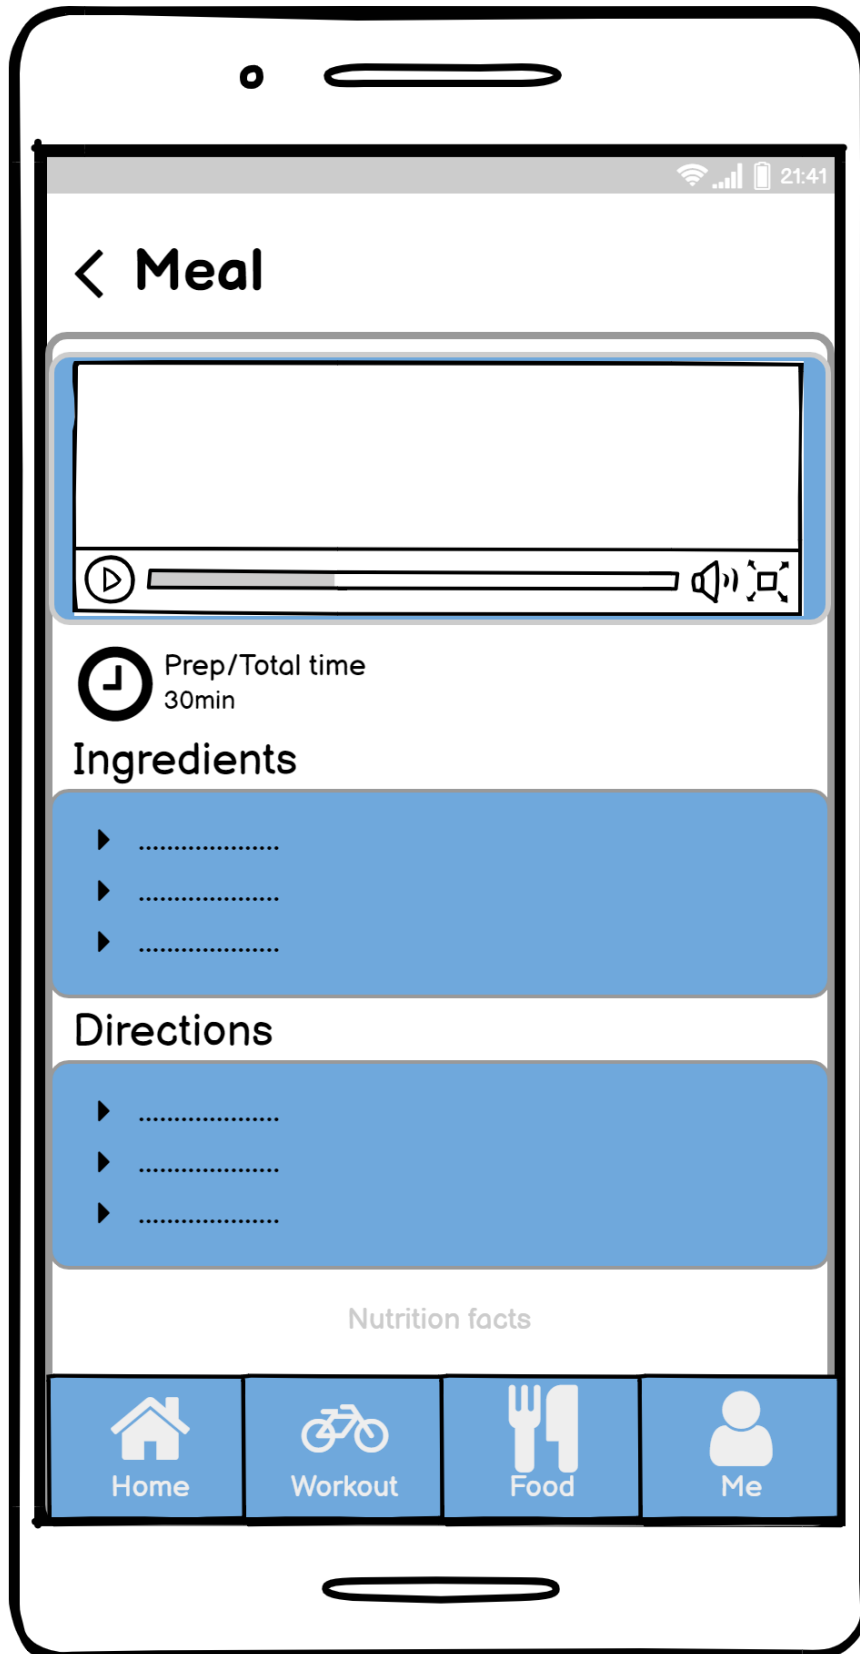 21:41
Meal
Prep/Total time
30min
Ingredients
....................
....................
....................
Directions
....................
....................
....................
Nutrition facts
Home Workout Food Me